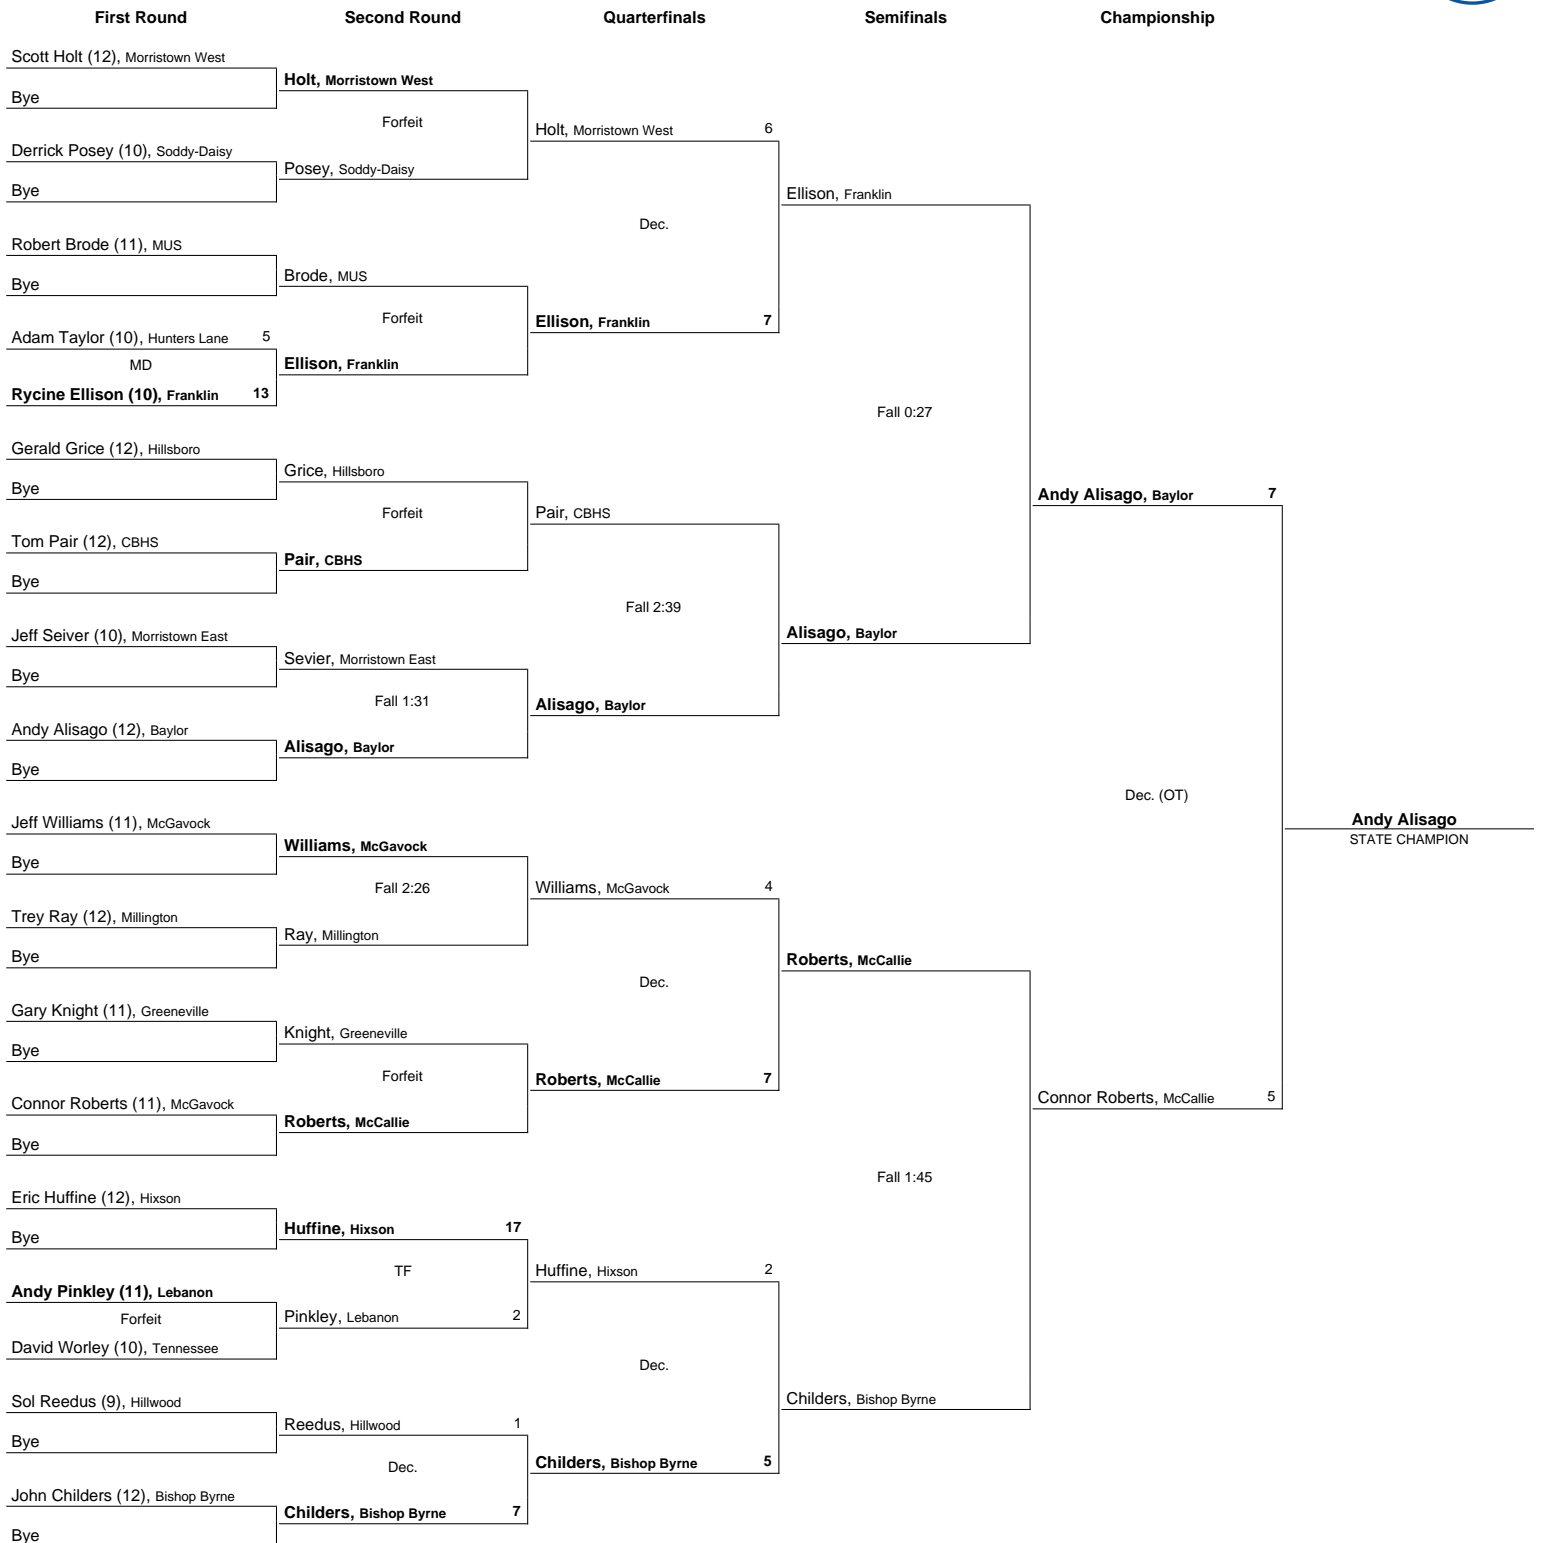 First Round Second Round Quarterfinals Semifinals Championship
Scott Holt (12), Morristown West
Holt, Morristown West
Bye
Forfeit
Holt, Morristown West 6
Derrick Posey (10), Soddy-Daisy
Posey, Soddy-Daisy
Bye
Ellison, Franklin
Dec.
Robert Brode (11), MUS
Brode, MUS
Bye
Forfeit
Ellison, Franklin 7
Adam Taylor (10), Hunters Lane 5
MD
Ellison, Franklin
Rycine Ellison (10), Franklin 13
Fall 0:27
Gerald Grice (12), Hillsboro
Grice, Hillsboro
Bye
Andy Alisago, Baylor 7
Forfeit
Pair, CBHS
Tom Pair (12), CBHS
Pair, CBHS
Bye
Fall 2:39
Jeff Seiver (10), Morristown East
Alisago, Baylor
Sevier, Morristown East
Bye
Fall 1:31
Alisago, Baylor
Andy Alisago (12), Baylor
Alisago, Baylor
Bye
Dec. (OT)
Andy Alisago
STATE CHAMPION
Jeff Williams (11), McGavock
Williams, McGavock
Bye
Fall 2:26
Williams, McGavock 4
Trey Ray (12), Millington
Ray, Millington
Bye
Roberts, McCallie
Dec.
Gary Knight (11), Greeneville
Knight, Greeneville
Bye
Forfeit
Roberts, McCallie 7
Connor Roberts, McCallie 5
Connor Roberts (11), McGavock
Roberts, McCallie
Bye
Fall 1:45
Eric Huffine (12), Hixson
Huffine, Hixson 17
Bye
TF
Huffine, Hixson 2
Andy Pinkley (11), Lebanon
Forfeit
Pinkley, Lebanon 2
David Worley (10), Tennessee
Dec.
Sol Reedus (9), Hillwood
Childers, Bishop Byrne
Reedus, Hillwood 1
Bye
Dec.
Childers, Bishop Byrne 5
John Childers (12), Bishop Byrne
Childers, Bishop Byrne 7
Bye